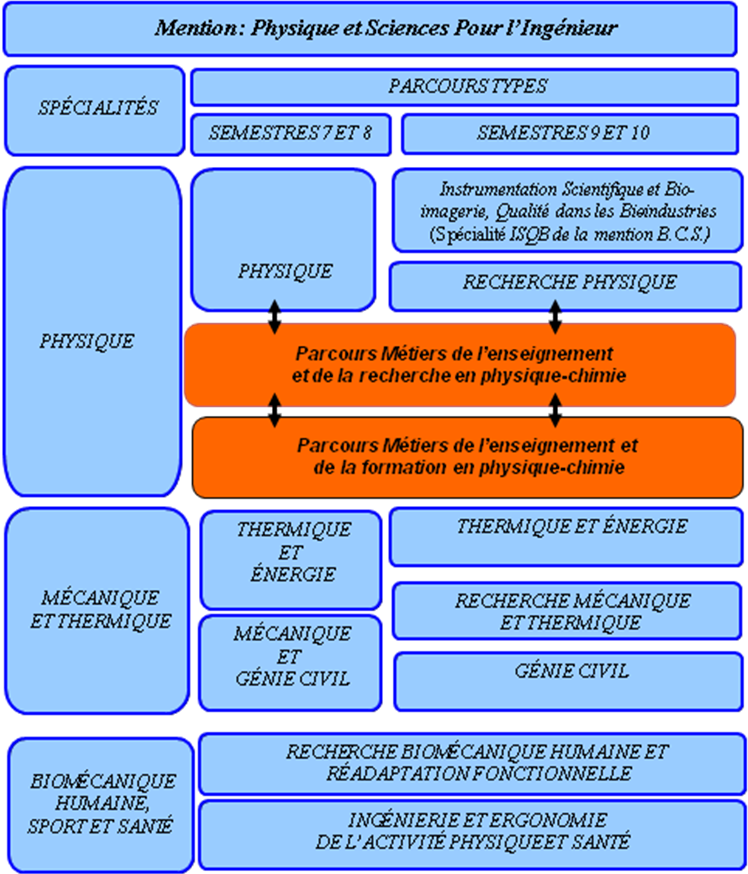 Mention : Physique et Sciences Pour l'Ingénieur
SPÉCIALITÉS
PARCOURS TYPES
SEMESTRES 7 ET 8
SEMESTRES 9 ET 10
PHYSIQUE
PHYSIQUE
Instrumentation Scientifique et Bio-
imagerie, Qualité dans les Bioindustries
(Spécialité ISQB de la mention B.C.S.)
RECHERCHE PHYSIQUE
Parcours Métiers de l'enseignement
et de la recherche en physique-chimie
Parcours Métiers de l'enseignement et
de la formation en physique-chimie
MÉCANIQUE
ET THERMIQUE
THERMIQUE
ET
ÉNERGIE
THERMIQUE ET ÉNERGIE
RECHERCHE MÉCANIQUE
ET THERMIQUE
MÉCANIQUE
ET
GÉNIE CIVIL
GÉNIE CIVIL
BIOMÉCANIQUE
HUMAINE,
SPORT ET SANTÉ
RECHERCHE BIOMÉCANIQUE HUMAINE ET
RÉADAPTATION FONCTIONNELLE
INGÉNIERIE ET ERGONOMIE
DE L'ACTIVITÉ PHYSIQUE ET SANTÉ